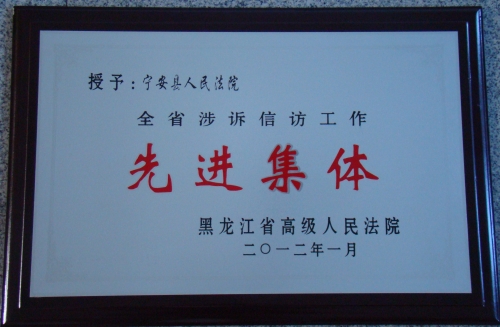 授予：宁安县人民法院
全省涉诉信访工作
先进集体
黑龙江省高级人民法院
二〇一二年一月